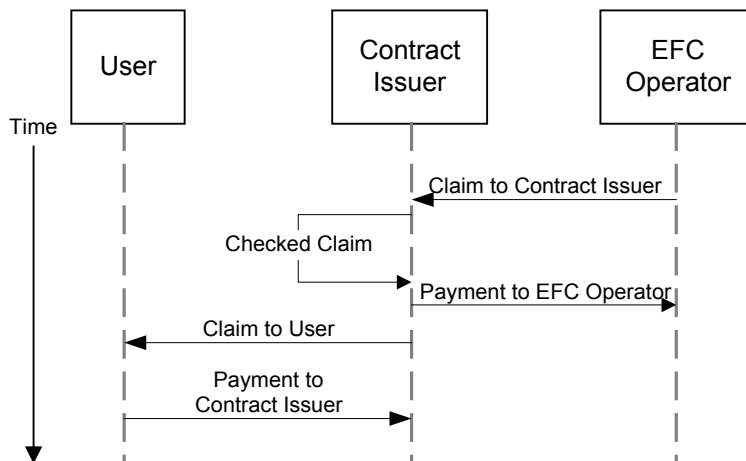 User
Contract
Issuer
EFC
Operator
Time
Claim to Contract Issuer
Checked Claim
Payment to EFC Operator
Claim to User
Payment to
Contract Issuer